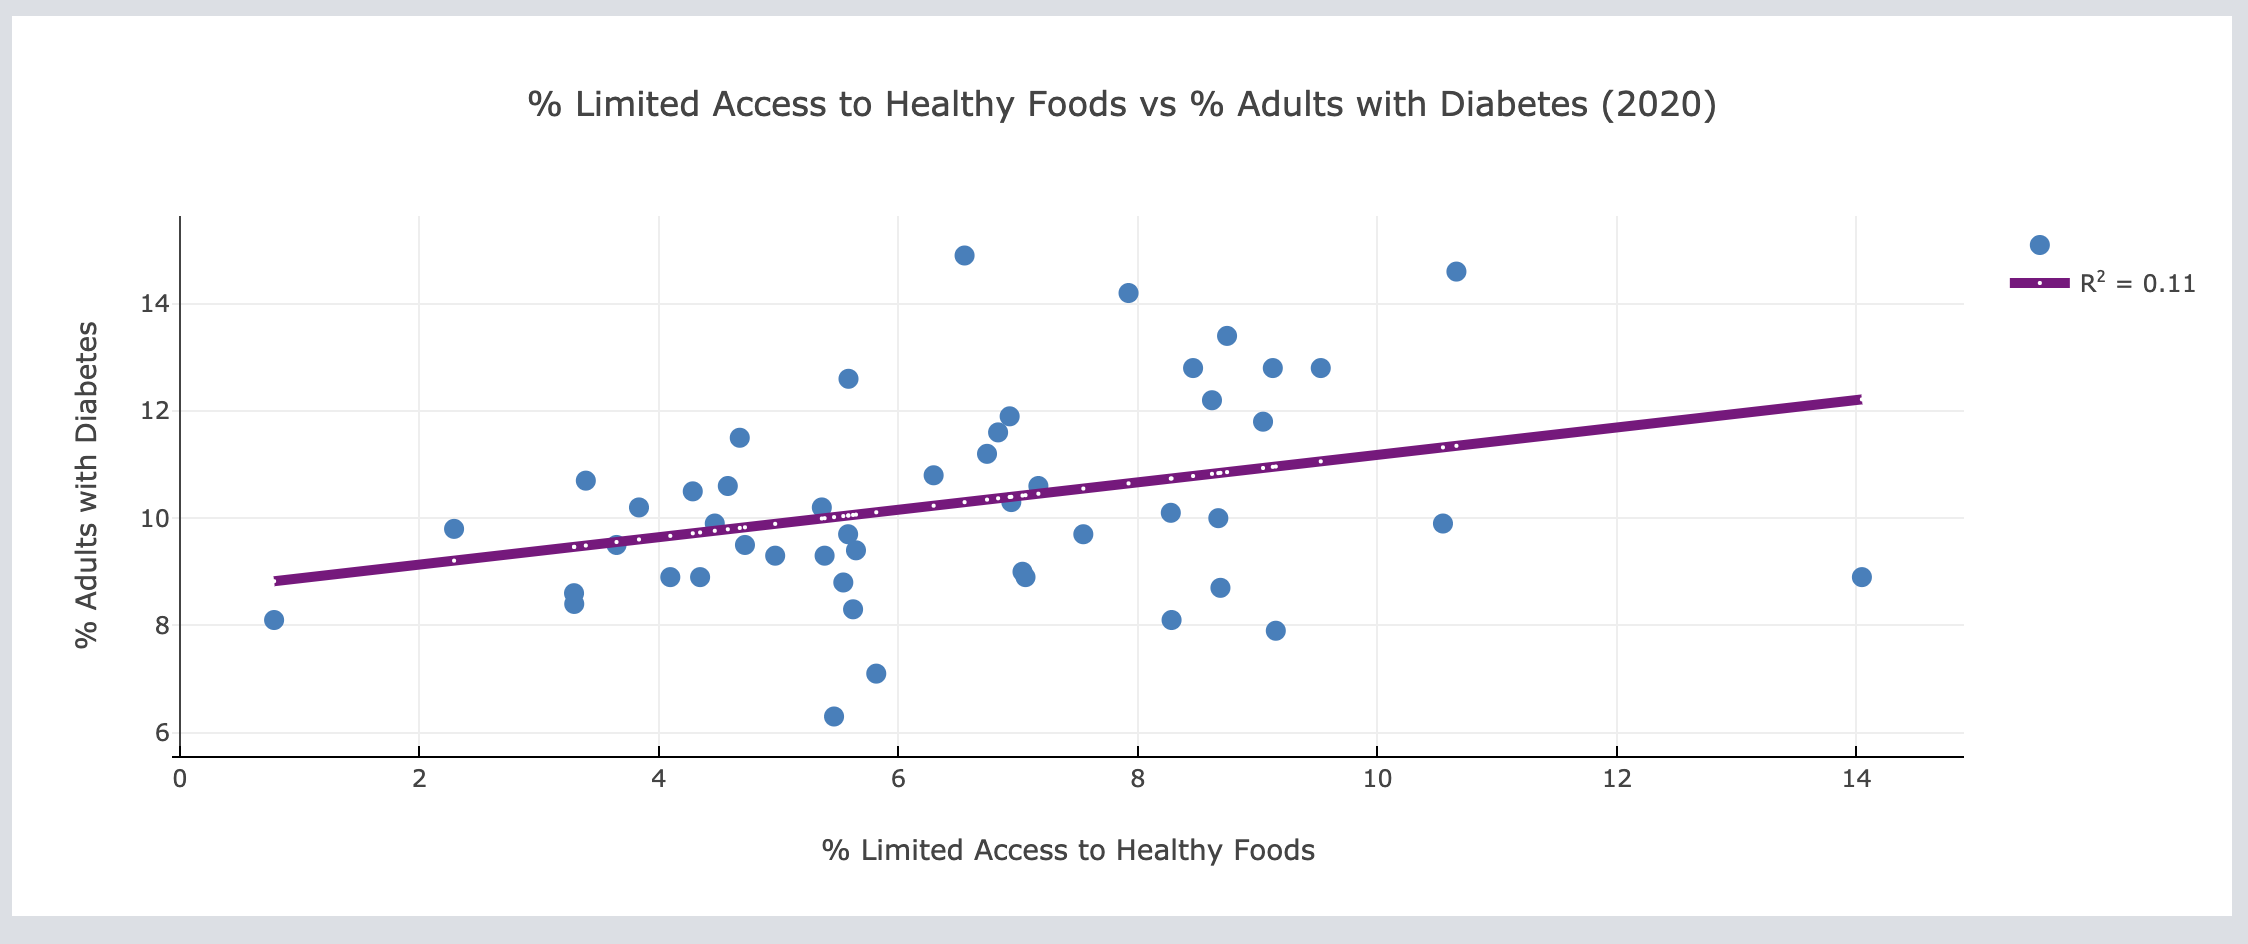 % Limited Access to Healthy Foods vs % Adults with Diabetes (2020)
R² = 0.11
% Adults with Diabetes
14
12
10
8
6
0 2 4 6 8 10 12 14
% Limited Access to Healthy Foods